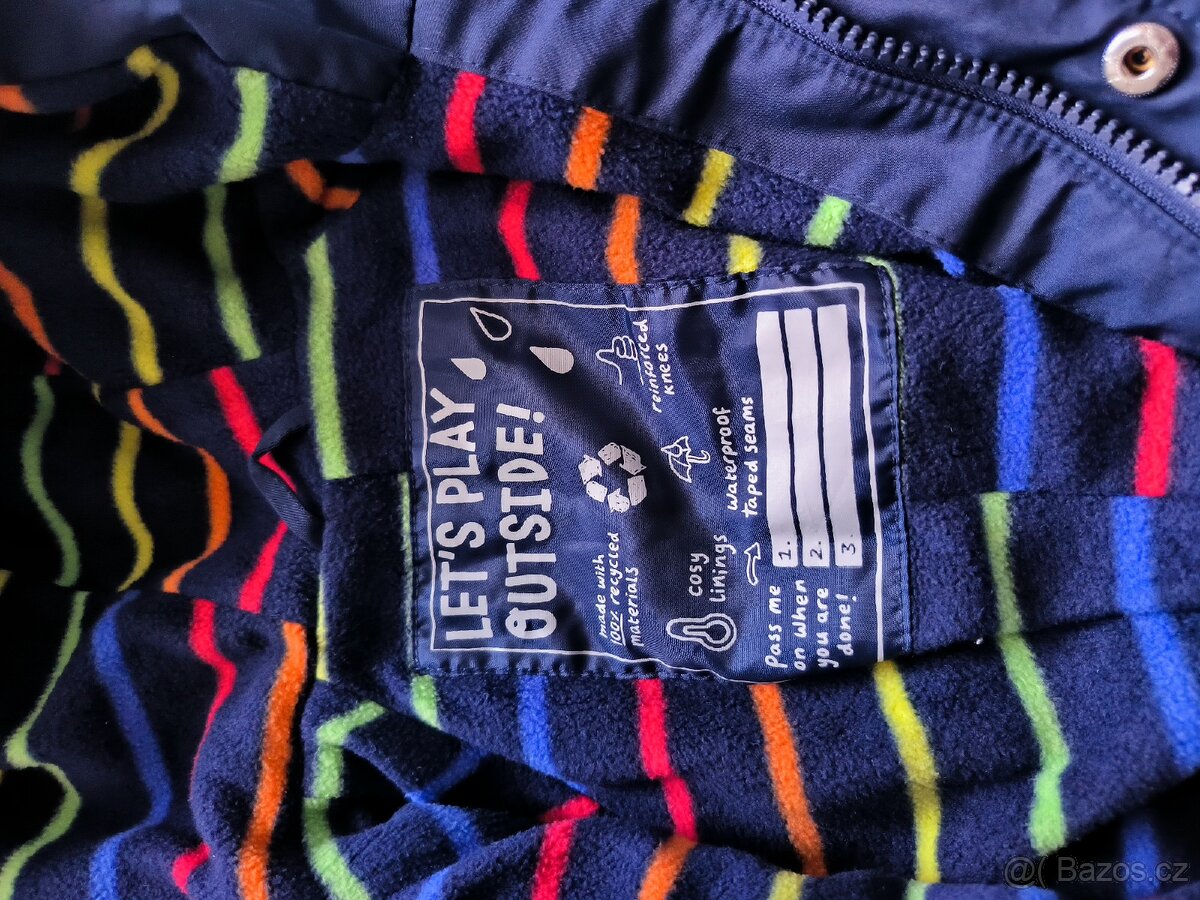 LET'S PLAY
OUTSIDE!
made with
100% recycled
materials
reinforced
knees
cosy
linings
waterproof
taped seams
Pass me
on when
you are
done!
1.
2.
3.
@( Bazos.cz